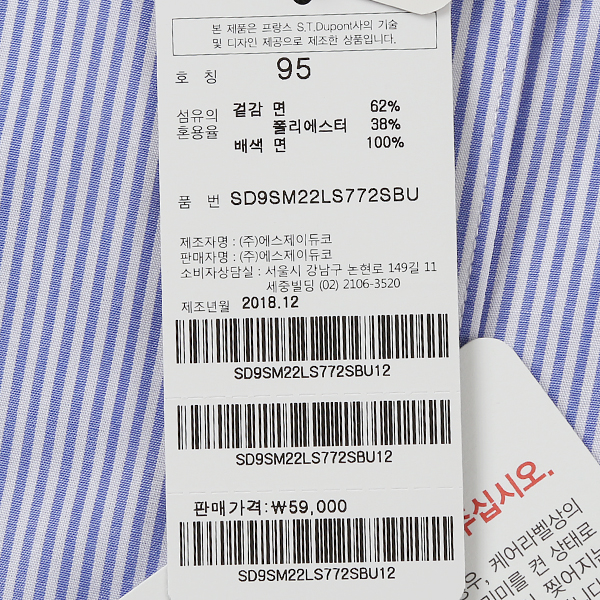 본 제품은 프랑스 S.T.Dupont사의 기술
및 디자인 제공으로 제조한 상품입니다.
호 칭 95
섬유의 겉감 면 62%
혼용율 폴리에스터 38%
배색 면 100%
품 번 SD9SM22LS772SBU
제조자명 : (주)에스제이듀코
판매자명 : (주)에스제이듀코
소비자상담실 : 서울시 강남구 논현로 149길 11
세중빌딩 (02) 2106-3520
제조년월 2018.12
SD9SM22LS772SBU12
SD9SM22LS772SBU12
판매가격:₩59,000
SD9SM22LS772SBU12
주십시오.
우, 케어라벨상의
켠 상태로
찢어지는